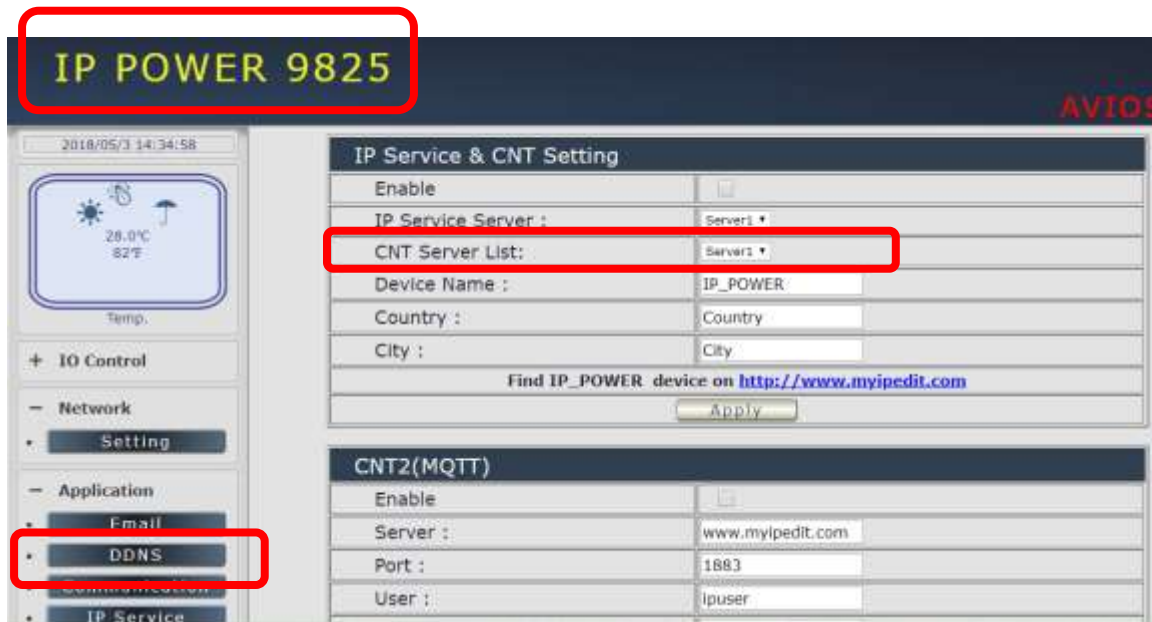 IP POWER 9825
AVIOS
2018/05/3 14:34:58
28.0°C
82°F
Temp.
+ IO Control
− Network
• Setting
− Application
• Email
• DDNS
• Communication
• IP Service
IP Service & CNT Setting
Enable
IP Service Server : Server1
CNT Server List: Server1
Device Name : IP_POWER
Country : Country
City : City
Find IP_POWER device on http://www.myipedit.com
Apply
CNT2(MQTT)
Enable
Server : www.myipedit.com
Port : 1883
User : ipuser